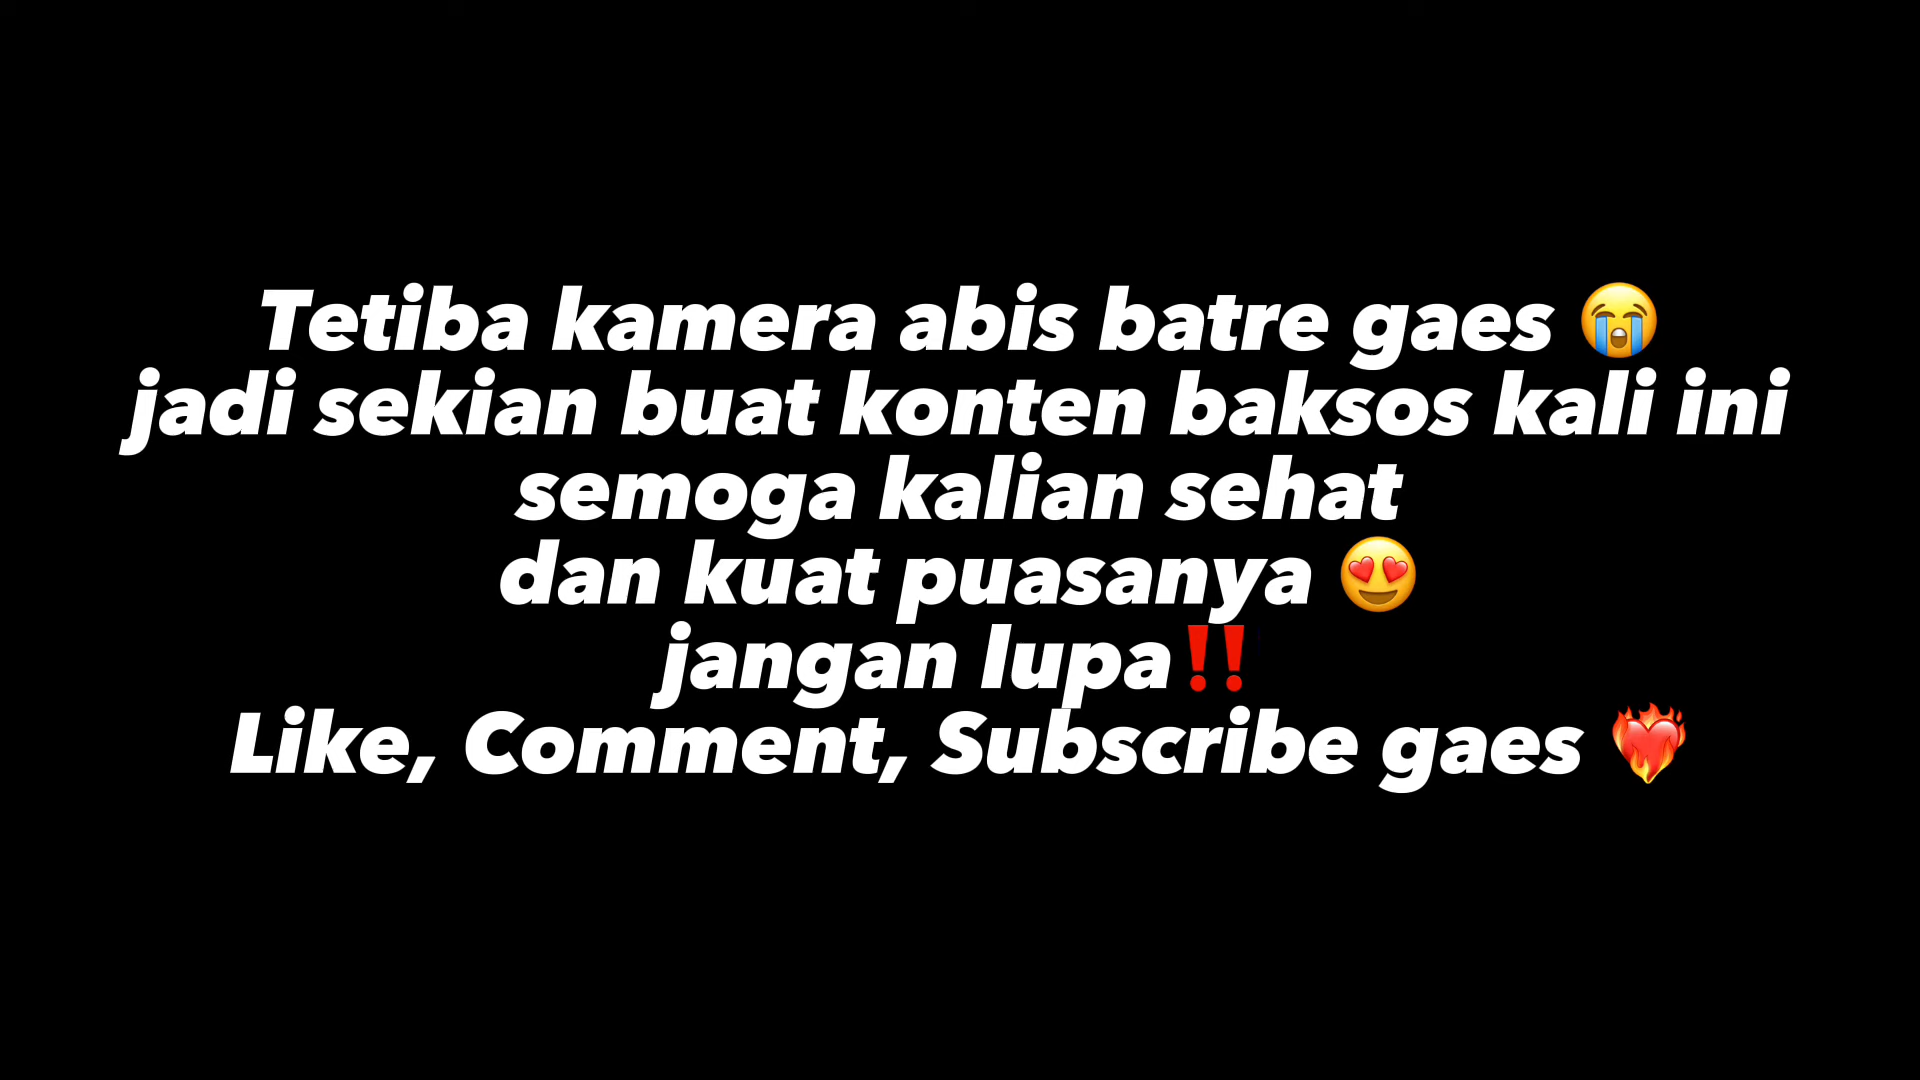 Tetiba kamera abis batre gaes 😭
jadi sekian buat konten baksos kali ini
semoga kalian sehat
dan kuat puasanya 😍
jangan lupa‼️
Like, Comment, Subscribe gaes ❤️‍🔥